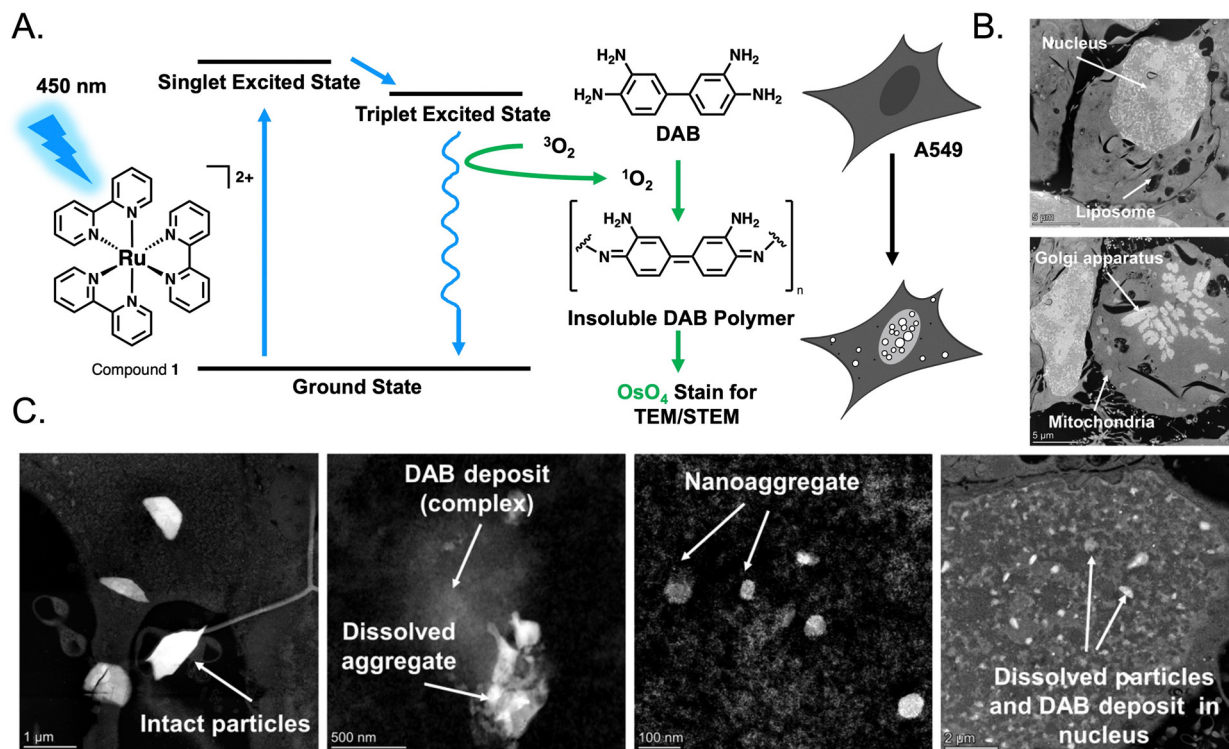 A.
450 nm
Singlet Excited State
Triplet Excited State
Ground State
2+
N
N
N
N
N
N
Ru
Compound 1
³O₂
¹O₂
NH₂
H₂N
NH₂
NH₂
DAB
H₂N
NH₂
N
N
n
Insoluble DAB Polymer
OsO₄ Stain for
TEM/STEM
A549
B.
Nucleus
Liposome
5 µm
Golgi apparatus
Mitochondria
5 µm
C.
Intact particles
1 µm
DAB deposit
(complex)
Dissolved
aggregate
500 nm
Nanoaggregate
100 nm
Dissolved particles
and DAB deposit in
nucleus
2 µm